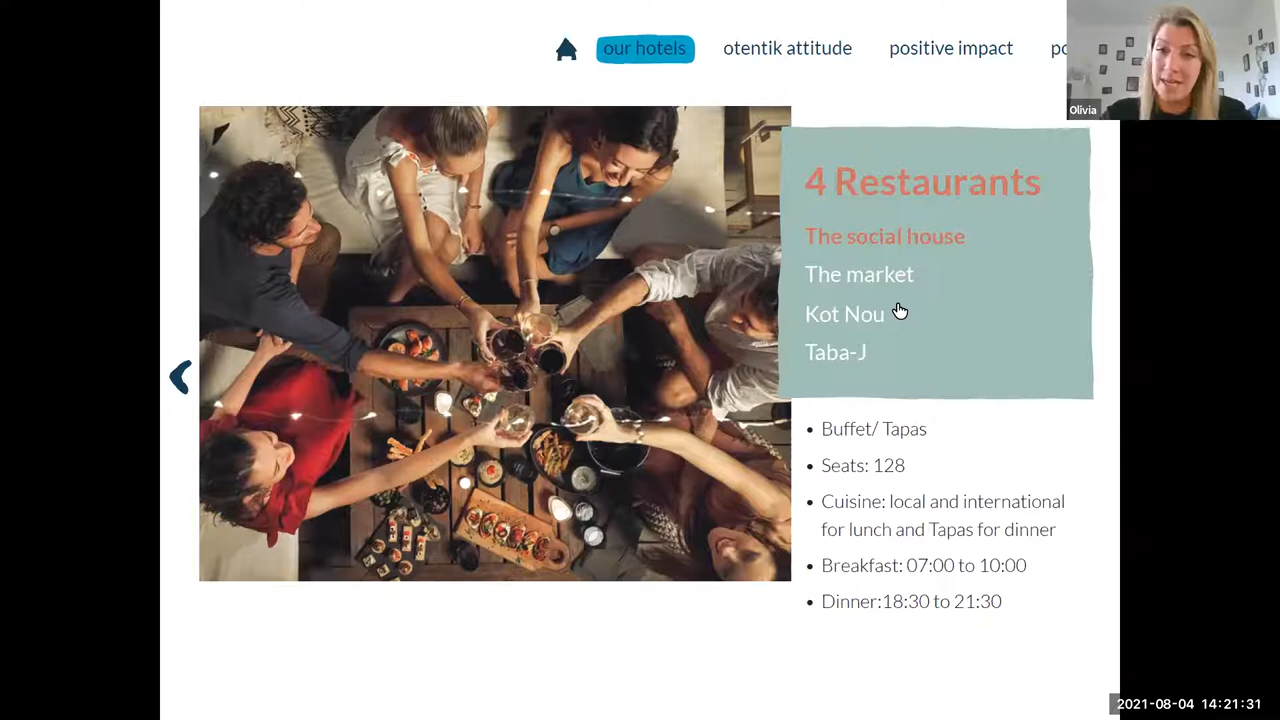 our hotels
otentik attitude
positive impact
Olivia
4 Restaurants
The social house
The market
Kot Nou
Taba-J
• Buffet/ Tapas
• Seats: 128
• Cuisine: local and international
for lunch and Tapas for dinner
• Breakfast: 07:00 to 10:00
• Dinner:18:30 to 21:30
2021-08-04 14:21:31